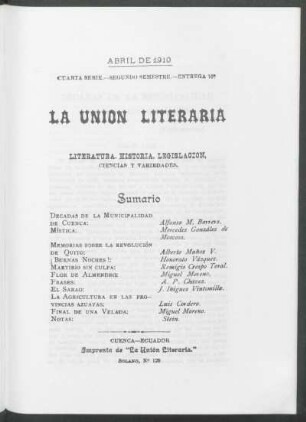 ABRIL DE 1910
CUARTA SERIE.—SEGUNDO SEMESTRE.—ENTREGA 10ª
LA UNION LITERARIA
LITERATURA. HISTORIA. LEGISLACION,
CIENCIAS Y VARIEDADES.
Sumario
DECADAS DE LA MUNICIPALIDAD
DE CUENCA: Alfonso M. Borrero.
MÍSTICA: Mercedes González de
Moscoso.
MEMORIAS SOBRE LA REVOLUCIÓN
DE QUITO: Alberto Muñoz V.
¡BUENAS NOCHES!: Honorato Vázquez.
MARTIRIO SIN CULPA: Remigio Crespo Toral.
FLOR DE ALMENDRO: Miguel Moreno.
FRASES: A. P. Chaves.
EL SARAO: J. Iñiguez Vintimilla.
LA AGRICULTURA EN LAS PRO-
VINCIAS AZUAYAS: Luis Cordero.
FINAL DE UNA VELADA: Miguel Moreno.
NOTAS: Stein.
CUENCA—ECUADOR
Imprenta de "La Unión Literaria."
SOLANO, Nº 125